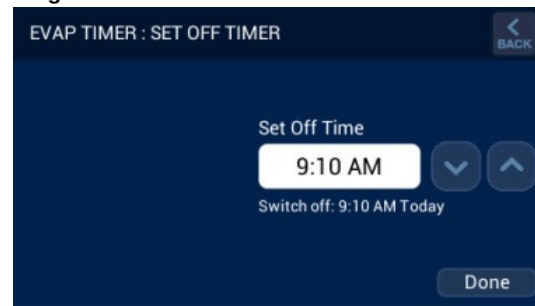 EVAP TIMER : SET OFF TIMER
BACK
Set Off Time
9:10 AM
Switch off: 9:10 AM Today
Done